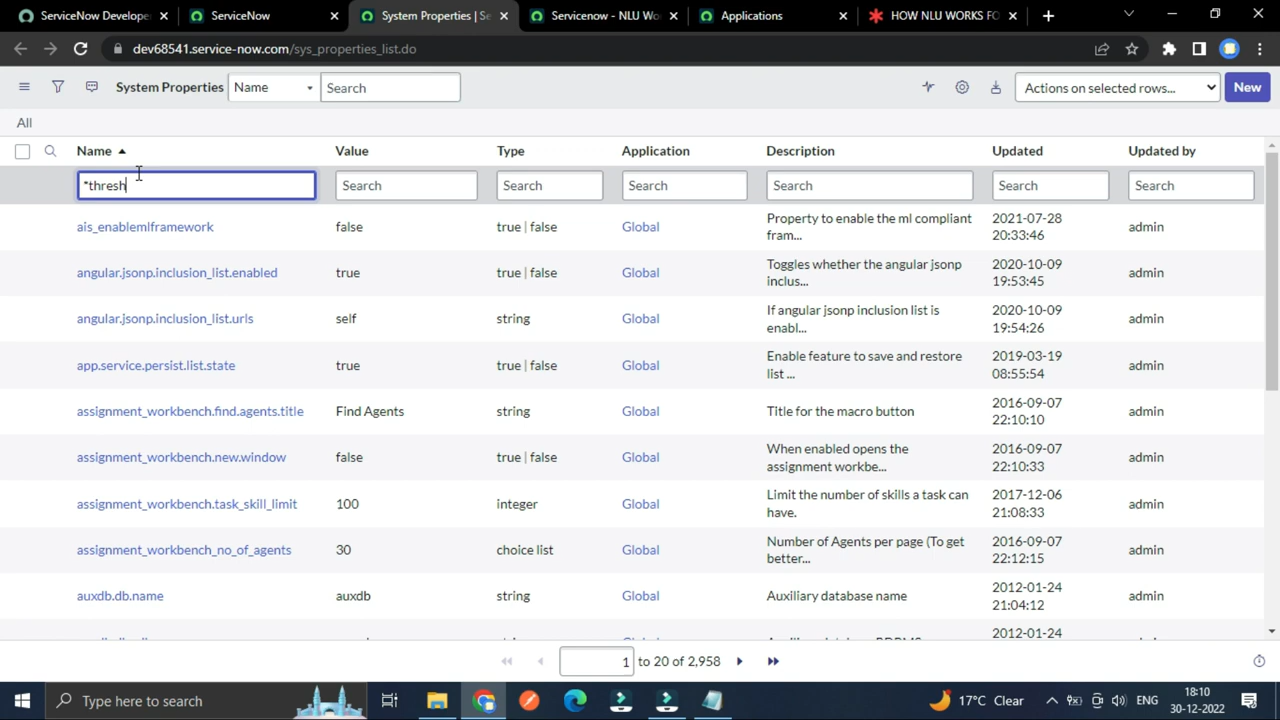 ServiceNow Develope
ServiceNow
System Properties | Se
Servicenow - NLU Wo
Applications
HOW NLU WORKS FO
dev68541.service-now.com/sys_properties_list.do
System Properties
Name
Search
Actions on selected rows...
New
All
Name
Value
Type
Application
Description
Updated
Updated by
*thresh
Search
Search
Search
Search
Search
Search
ais_enablemlframework
false
true | false
Global
Property to enable the ml compliant
fram...
2021-07-28
20:33:46
admin
angular.jsonp.inclusion_list.enabled
true
true | false
Global
Toggles whether the angular jsonp
inclus...
2020-10-09
19:53:45
admin
angular.jsonp.inclusion_list.urls
self
string
Global
If angular jsonp inclusion list is
enabl...
2020-10-09
19:54:26
admin
app.service.persist.list.state
true
true | false
Global
Enable feature to save and restore
list ...
2019-03-19
08:55:54
admin
assignment_workbench.find.agents.title
Find Agents
string
Global
Title for the macro button
2016-09-07
22:10:10
admin
assignment_workbench.new.window
false
true | false
Global
When enabled opens the
assignment workbe...
2016-09-07
22:10:33
admin
assignment_workbench.task_skill_limit
100
integer
Global
Limit the number of skills a task can
have.
2017-12-06
21:08:33
admin
assignment_workbench_no_of_agents
30
choice list
Global
Number of Agents per page (To get
better...
2016-09-07
22:12:15
admin
auxdb.db.name
auxdb
string
Global
Auxiliary database name
2012-01-24
21:04:12
admin
2012-01-24
1 to 20 of 2,958
Type here to search
17°C Clear
ENG
18:10
30-12-2022